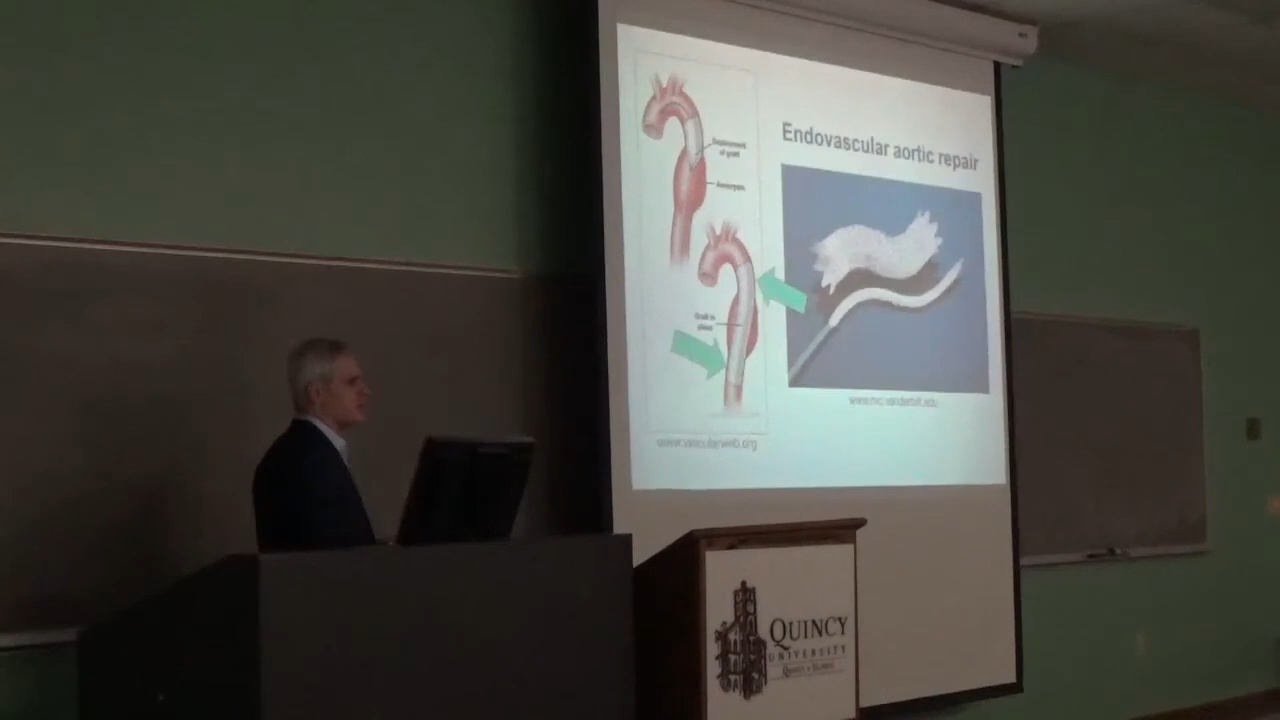 Endovascular aortic repair
Deployment
of graft
Aneurysm
Graft in
place
www.vascularweb.org
www.mc.vanderbilt.edu
QUINCY
UNIVERSITY